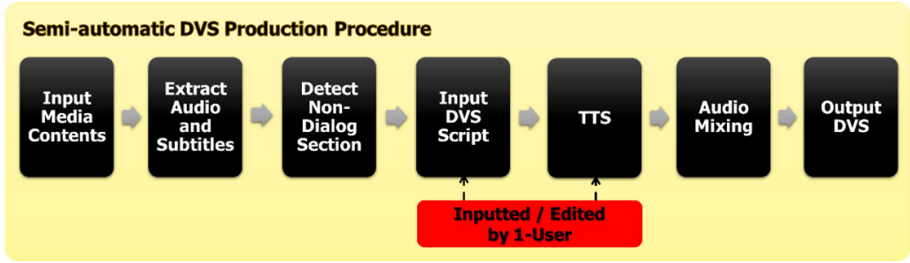 Semi-automatic DVS Production Procedure
Input
Media
Contents
Extract
Audio
and
Subtitles
Detect
Non-
Dialog
Section
Input
DVS
Script
TTS
Audio
Mixing
Output
DVS
Inputted / Edited
by 1-User